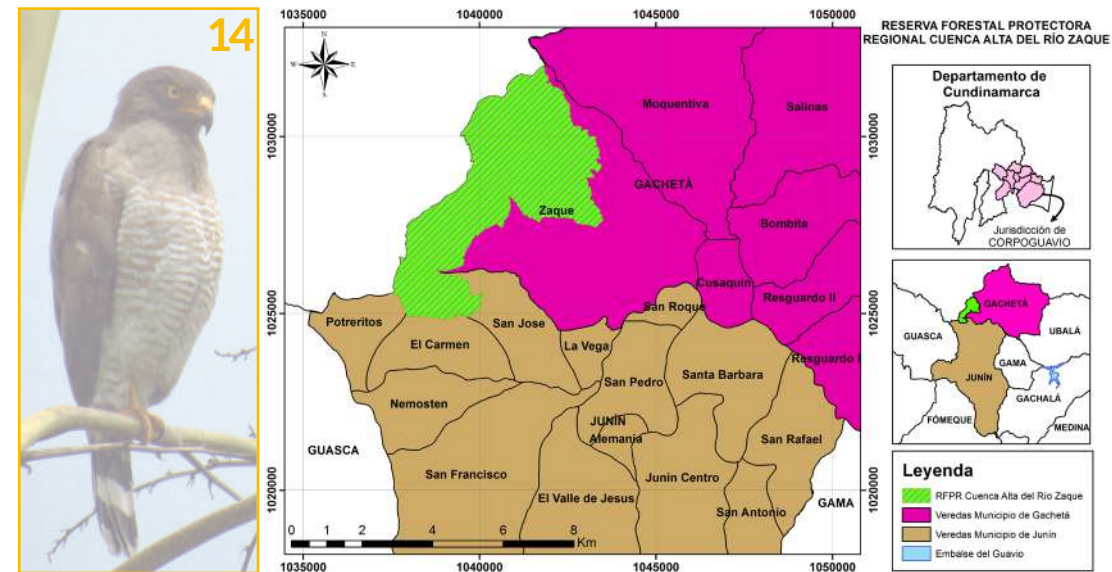 14
1035000 1040000 1045000 1050000
1030000
1025000
1020000
N
W E
S
Moquentiva
Salinas
GACHETÁ
Zaque
Bombita
Cusaquin
Resguardo II
San Roque
Potreritos
San Jose
El Carmen
La Vega
Resguardo I
San Pedro
Santa Barbara
Nemosten
JUNÍN
Alemania
San Rafael
GUASCA
San Francisco
Junin Centro
El Valle de Jesus
San Antonio
GAMA
0 1 2 4 6 8
Km
1030000
1025000
1020000
1035000 1040000 1045000 1050000
RESERVA FORESTAL PROTECTORA
REGIONAL CUENCA ALTA DEL RÍO ZAQUE
Departamento de
Cundinamarca
Jurisdicción de
CORPOGUAVIO
GACHETÁ
GUASCA
UBALÁ
GAMA
JUNÍN
GACHALÁ
FÓMEQUE
MEDINA
Leyenda
RFPR Cuenca Alta del Río Zaque
Veredas Municipio de Gachetá
Veredas Municipio de Junín
Embalse del Guavio